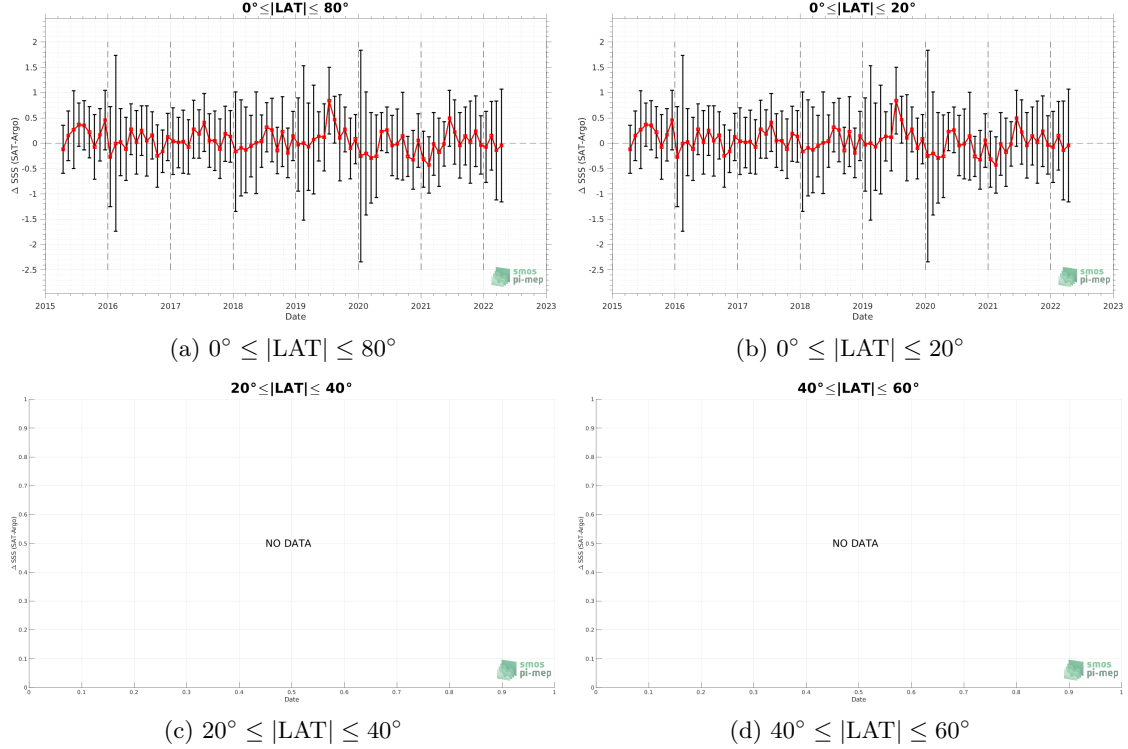 0°≤|LAT|≤ 80°
Δ SSS (SAT-Argo)
2
1.5
1
0.5
0
-0.5
-1
-1.5
-2
-2.5
2015 2016 2017 2018 2019 2020 2021 2022 2023
Date
smos
pi-mep
(a) 0° ≤ |LAT| ≤ 80°
0°≤|LAT|≤ 20°
Δ SSS (SAT-Argo)
2
1.5
1
0.5
0
-0.5
-1
-1.5
-2
-2.5
2015 2016 2017 2018 2019 2020 2021 2022 2023
Date
smos
pi-mep
(b) 0° ≤ |LAT| ≤ 20°
20°≤|LAT|≤ 40°
Δ SSS (SAT-Argo)
1
0.9
0.8
0.7
0.6
0.5
0.4
0.3
0.2
0.1
0
NO DATA
0 0.1 0.2 0.3 0.4 0.5 0.6 0.7 0.8 0.9 1
Date
smos
pi-mep
(c) 20° ≤ |LAT| ≤ 40°
40°≤|LAT|≤ 60°
Δ SSS (SAT-Argo)
1
0.9
0.8
0.7
0.6
0.5
0.4
0.3
0.2
0.1
0
NO DATA
0 0.1 0.2 0.3 0.4 0.5 0.6 0.7 0.8 0.9 1
Date
smos
pi-mep
(d) 40° ≤ |LAT| ≤ 60°